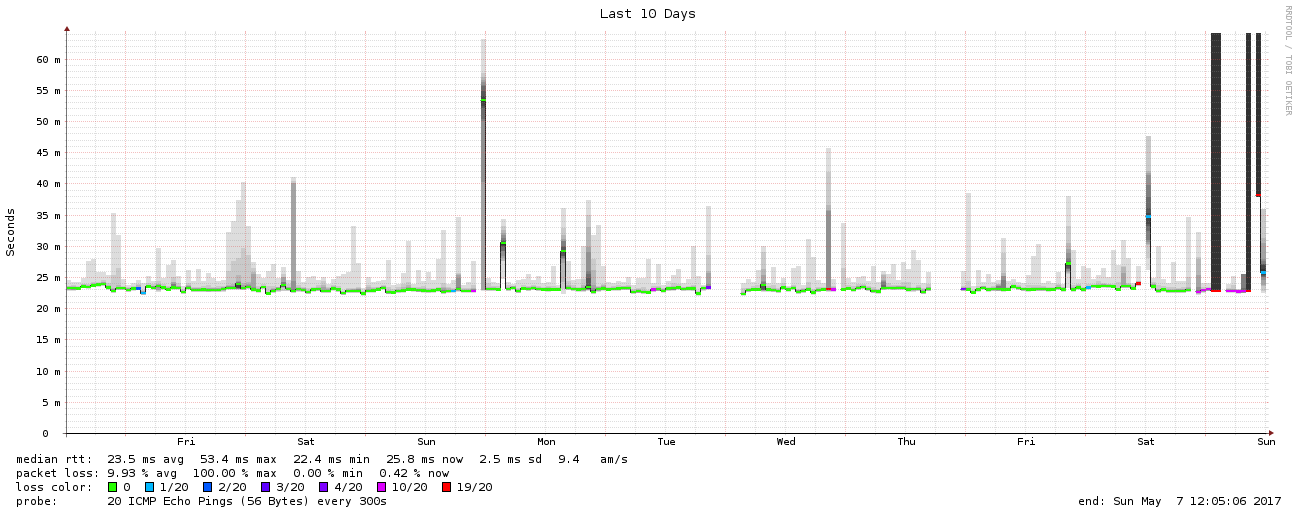 Last 10 Days
RRDTOOL / TOBI OETIKER
Seconds
60 m
55 m
50 m
45 m
40 m
35 m
30 m
25 m
20 m
15 m
10 m
5 m
0
Fri Sat Sun Mon Tue Wed Thu Fri Sat Sun
median rtt: 23.5 ms avg 53.4 ms max 22.4 ms min 25.8 ms now 2.5 ms sd 9.4 am/s
packet loss: 9.93 % avg 100.00 % max 0.00 % min 0.42 % now
loss color: 0 1/20 2/20 3/20 4/20 10/20 19/20
probe: 20 ICMP Echo Pings (56 Bytes) every 300s end: Sun May 7 12:05:06 2017